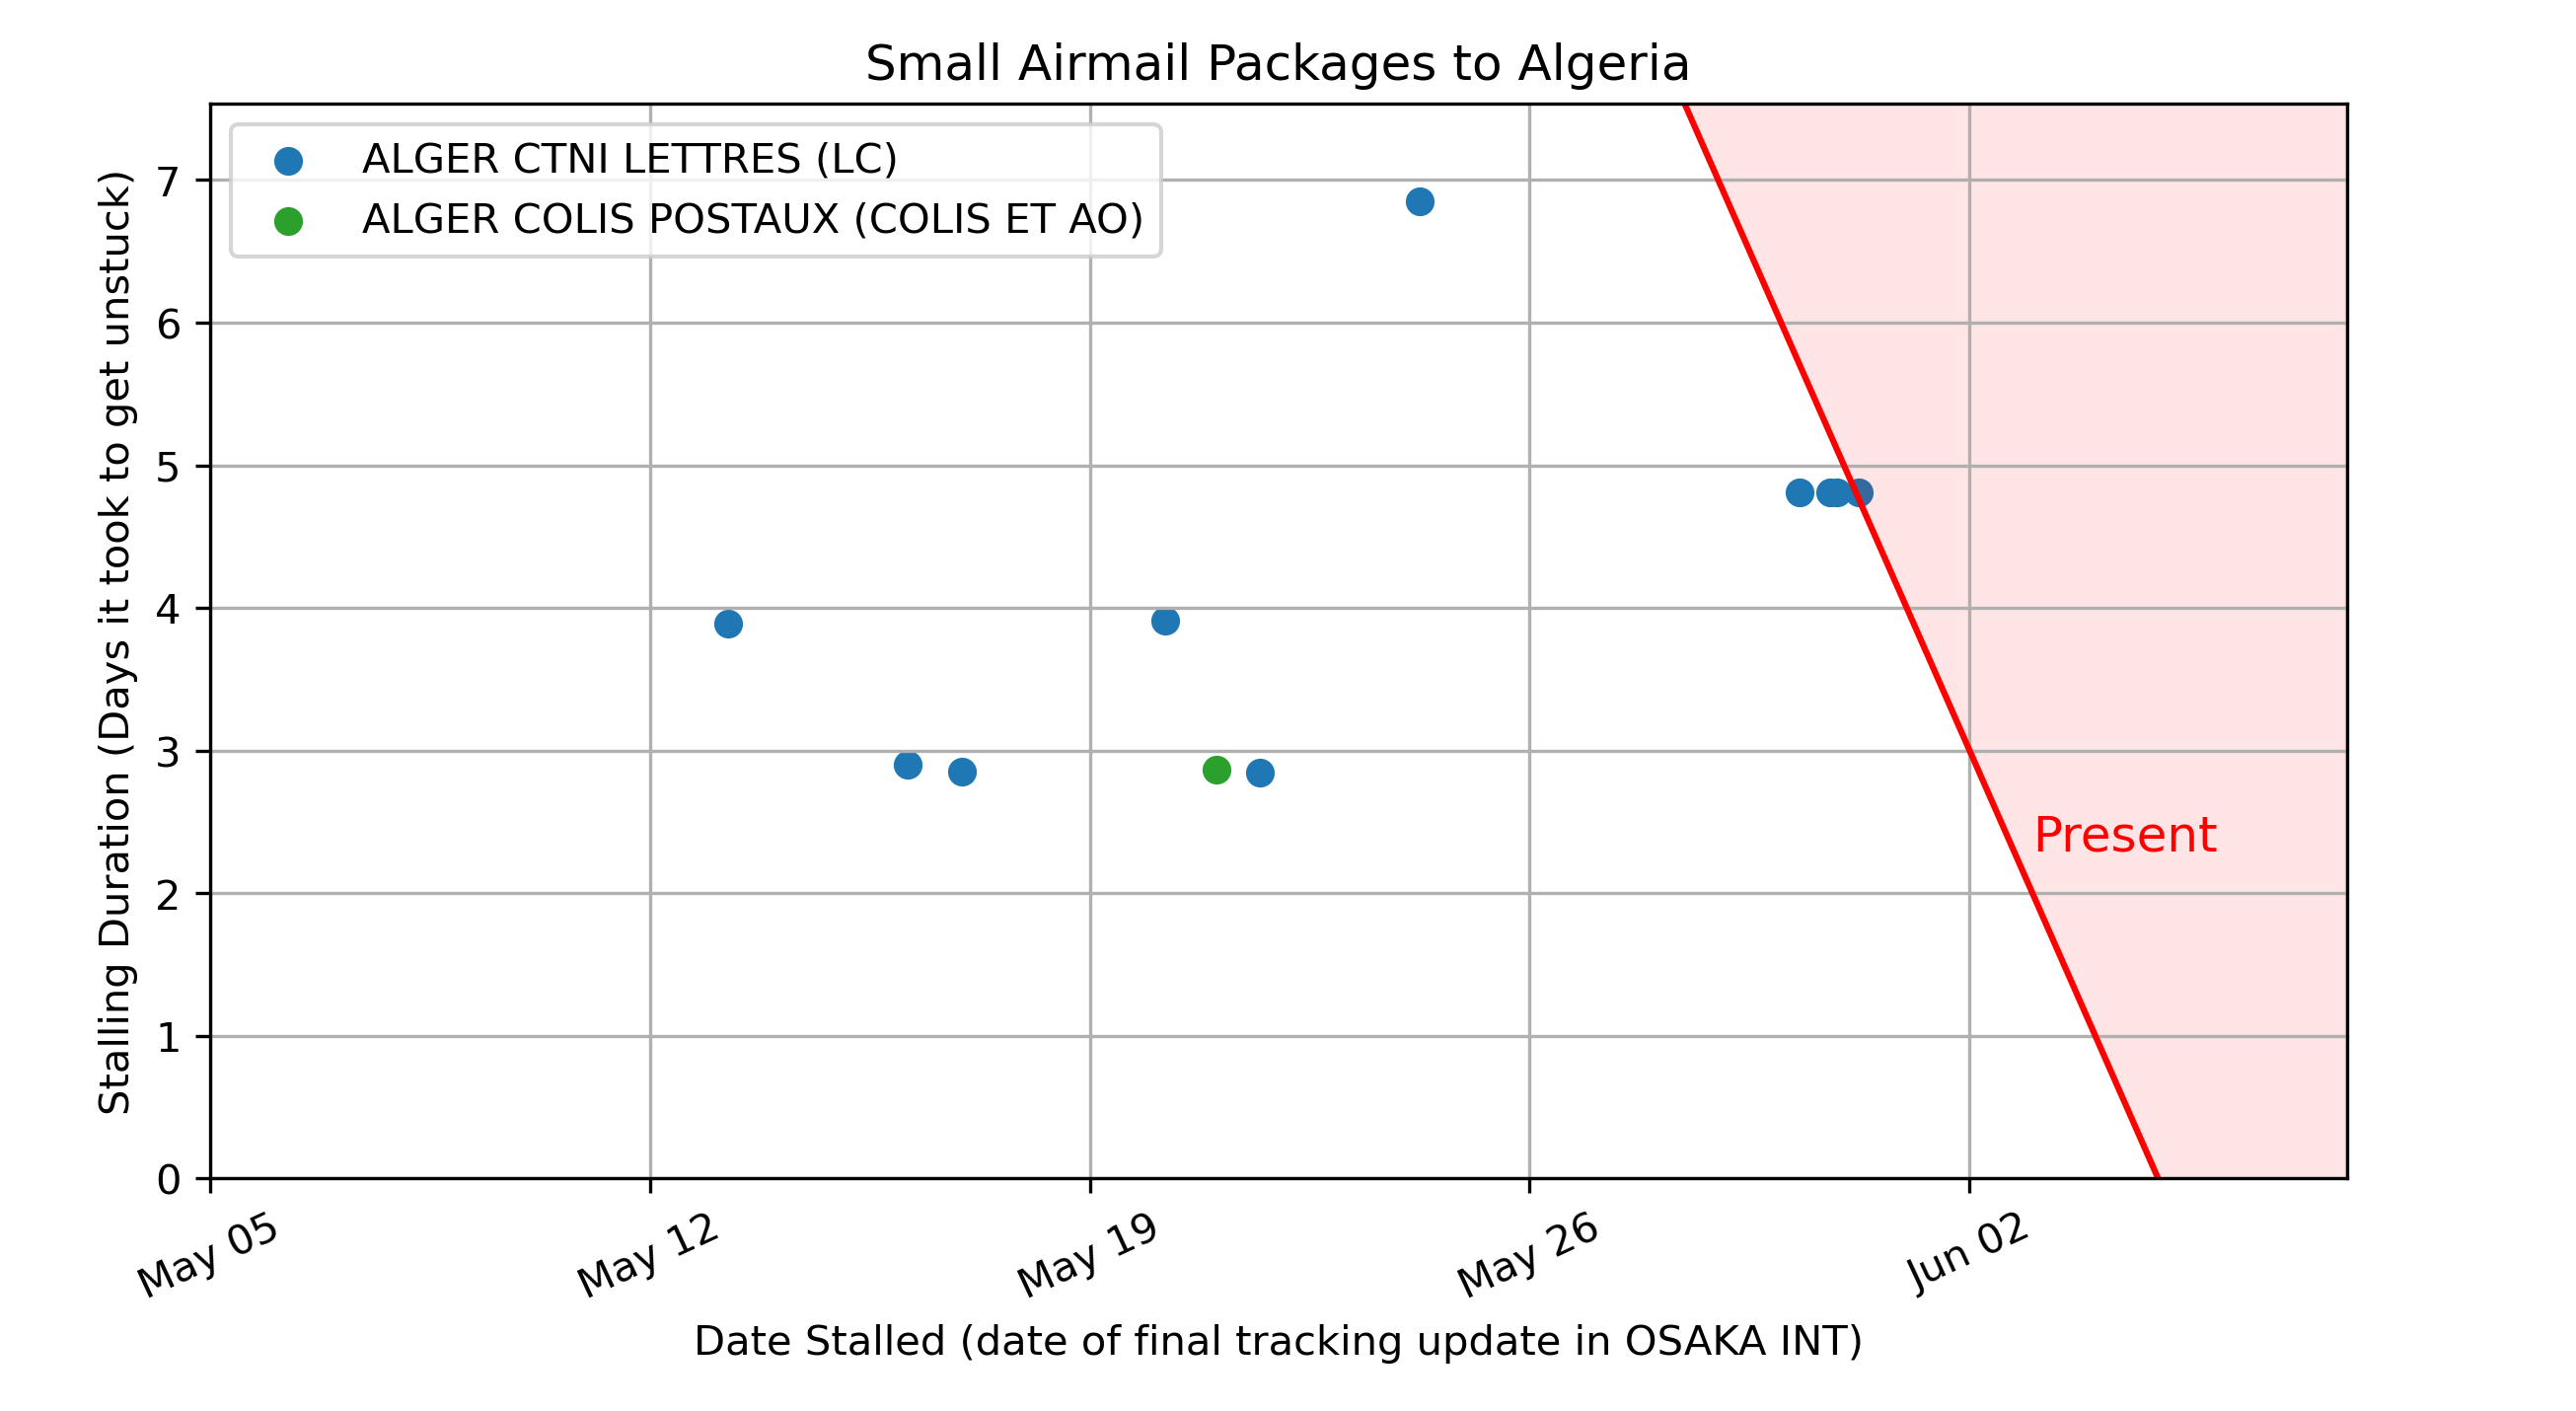 Small Airmail Packages to Algeria
ALGER CTNI LETTRES (LC)
ALGER COLIS POSTAUX (COLIS ET AO)
Stalling Duration (Days it took to get unstuck)
7
6
5
4
3
2
1
0
Present
May 05
May 12
May 19
May 26
Jun 02
Date Stalled (date of final tracking update in OSAKA INT)